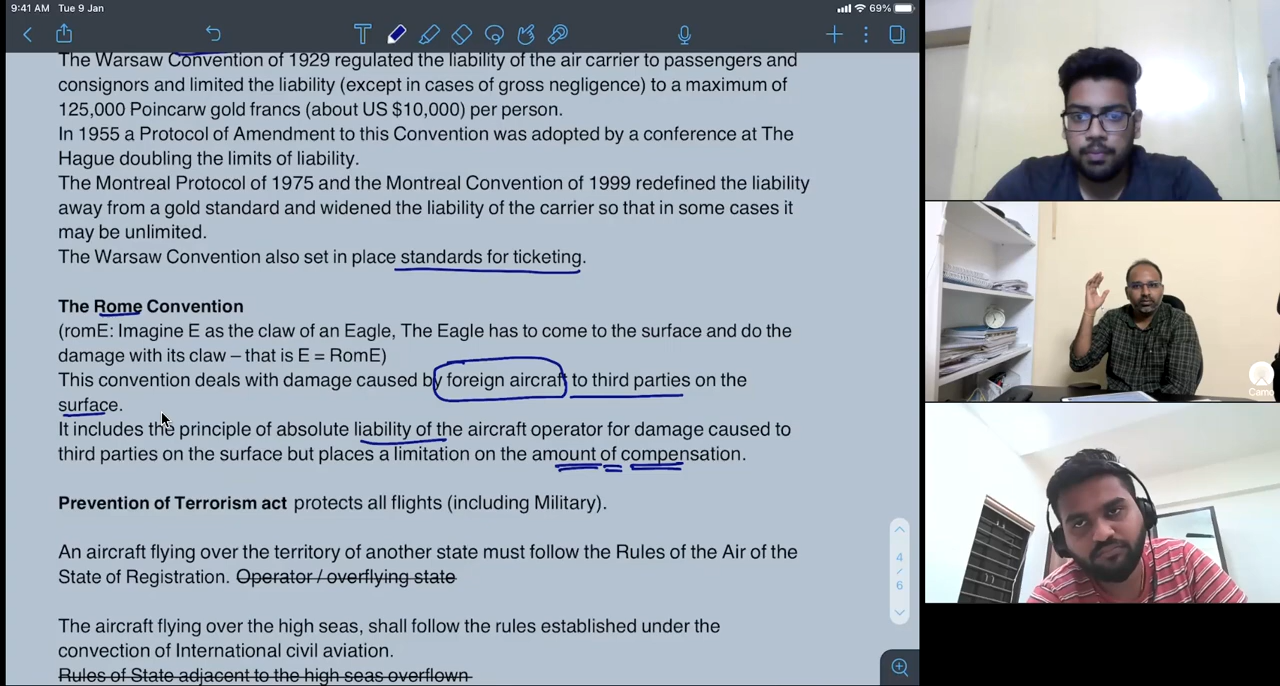 9:41 AM Tue 9 Jan
69%
The Warsaw Convention of 1929 regulated the liability of the air carrier to passengers and
consignors and limited the liability (except in cases of gross negligence) to a maximum of
125,000 Poincarw gold francs (about US $10,000) per person.
In 1955 a Protocol of Amendment to this Convention was adopted by a conference at The
Hague doubling the limits of liability.
The Montreal Protocol of 1975 and the Montreal Convention of 1999 redefined the liability
away from a gold standard and widened the liability of the carrier so that in some cases it
may be unlimited.
The Warsaw Convention also set in place standards for ticketing.
The Rome Convention
(romE: Imagine E as the claw of an Eagle, The Eagle has to come to the surface and do the
damage with its claw – that is E = RomE)
This convention deals with damage caused by foreign aircraft to third parties on the
surface.
It includes the principle of absolute liability of the aircraft operator for damage caused to
third parties on the surface but places a limitation on the amount of compensation.
Prevention of Terrorism act protects all flights (including Military).
An aircraft flying over the territory of another state must follow the Rules of the Air of the
State of Registration. Operator / overflying state
The aircraft flying over the high seas, shall follow the rules established under the
convection of International civil aviation.
Rules of State adjacent to the high seas overflown
4
/
6
Camo